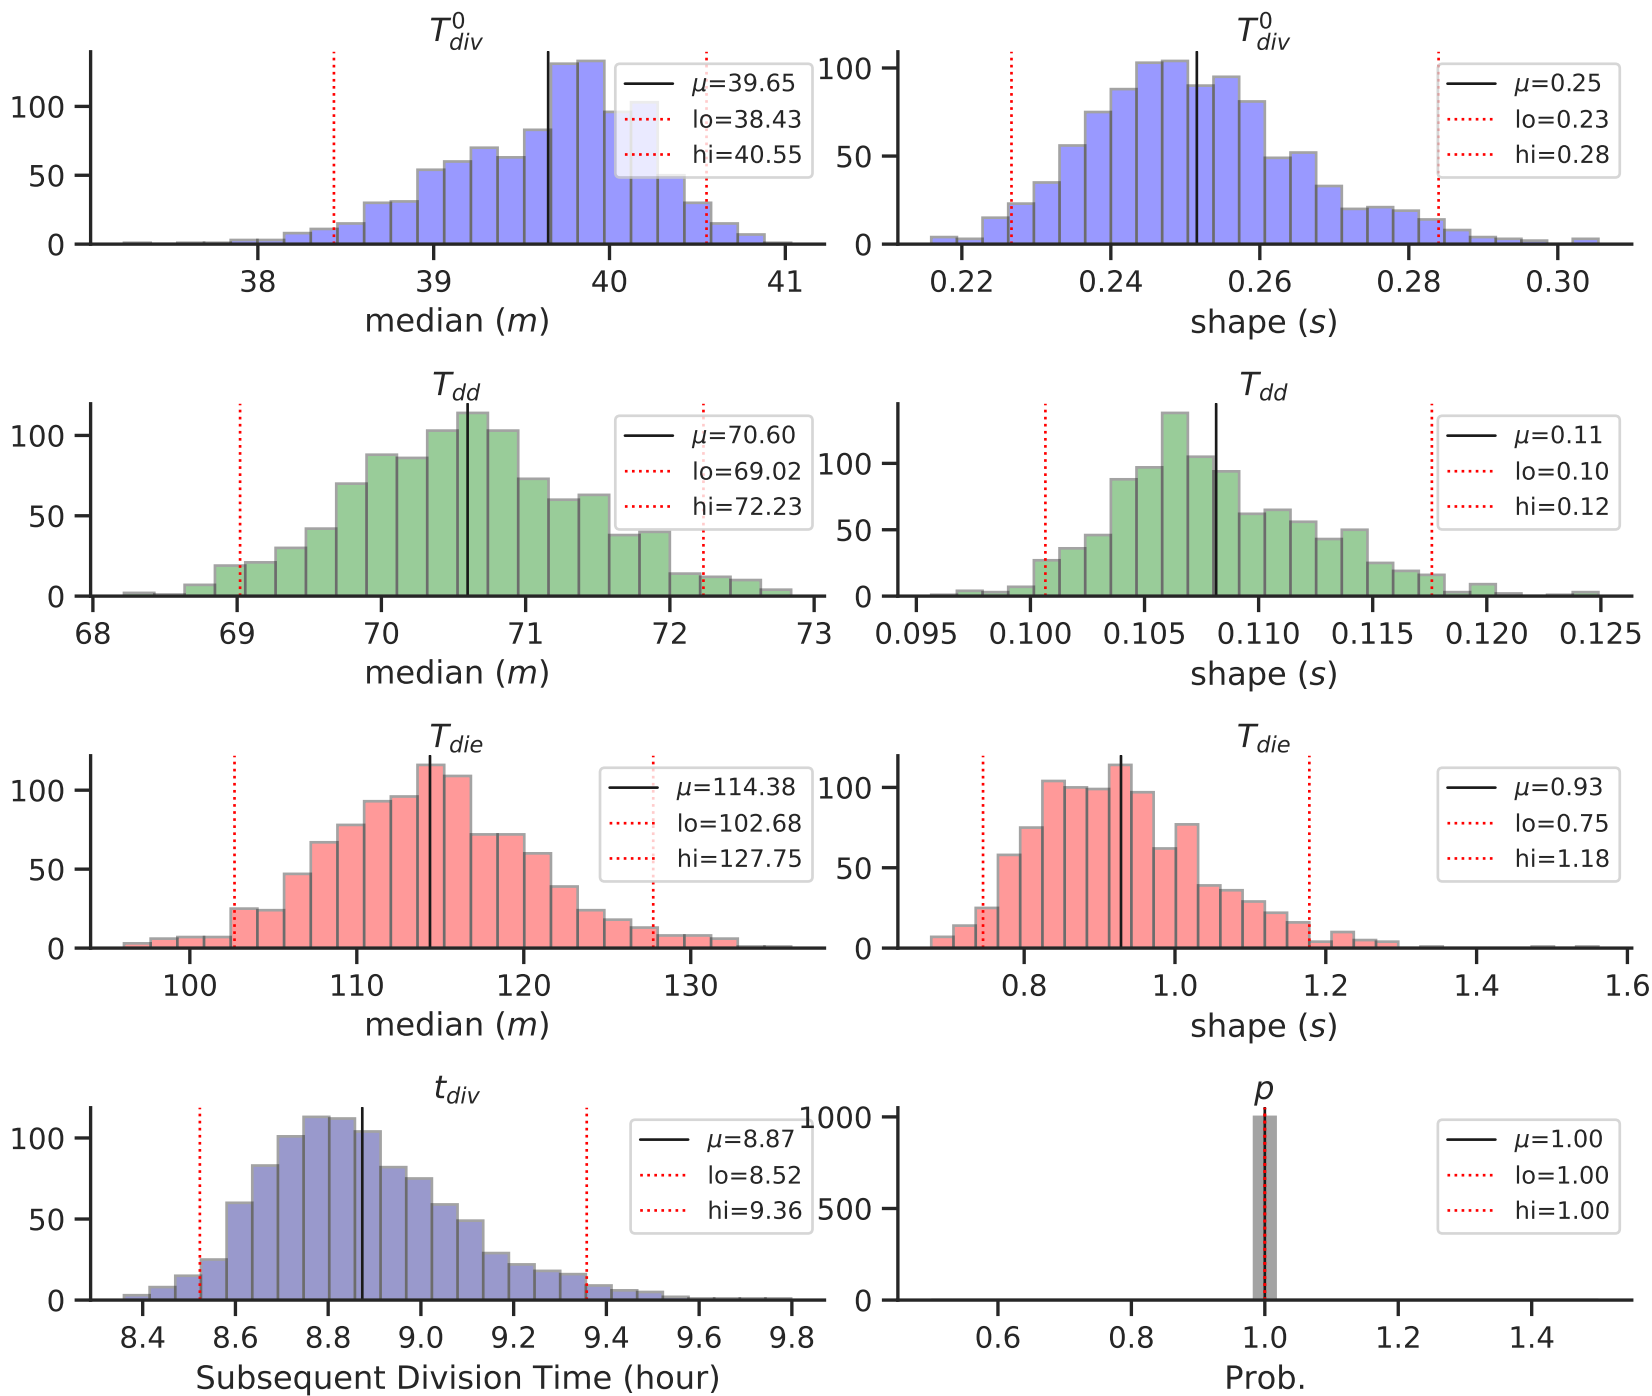 T⁰div
100
50
0
μ=39.65
lo=38.43
hi=40.55
38 39 40 41
median (m)
T⁰div
100
50
0
μ=0.25
lo=0.23
hi=0.28
0.22 0.24 0.26 0.28 0.30
shape (s)
Tdd
100
50
0
μ=70.60
lo=69.02
hi=72.23
68 69 70 71 72 73
median (m)
Tdd
100
50
0
μ=0.11
lo=0.10
hi=0.12
0.095 0.100 0.105 0.110 0.115 0.120 0.125
shape (s)
Tdie
100
50
0
μ=114.38
lo=102.68
hi=127.75
100 110 120 130
median (m)
Tdie
100
50
0
μ=0.93
lo=0.75
hi=1.18
0.8 1.0 1.2 1.4 1.6
shape (s)
tdiv
100
50
0
μ=8.87
lo=8.52
hi=9.36
8.4 8.6 8.8 9.0 9.2 9.4 9.6 9.8
Subsequent Division Time (hour)
p
1000
500
0
μ=1.00
lo=1.00
hi=1.00
0.6 0.8 1.0 1.2 1.4
Prob.